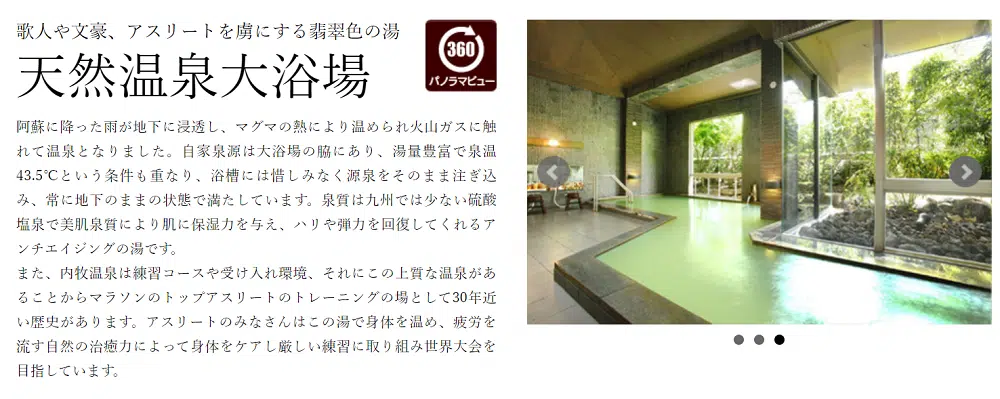 歌人や文豪、アスリートを虜にする翡翠色の湯
天然温泉大浴場
360
パノラマビュー
阿蘇に降った雨が地下に浸透し、マグマの熱により温められ火山ガスに触
れて温泉となりました。自家泉源は大浴場の脇にあり、湯量豊富で泉温
43.5℃という条件も重なり、浴槽には惜しみなく源泉をそのまま注ぎ込
み、常に地下のままの状態で満たしています。泉質は九州では少ない硫酸
塩泉で美肌泉質により肌に保湿力を与え、ハリや弾力を回復してくれるア
ンチエイジングの湯です。
また、内牧温泉は練習コースや受け入れ環境、それにこの上質な温泉があ
ることからマラソンのトップアスリートのトレーニングの場として30年近
い歴史があります。アスリートのみなさんはこの湯で身体を温め、疲労を
流す自然の治癒力によって身体をケアし厳しい練習に取り組み世界大会を
目指しています。